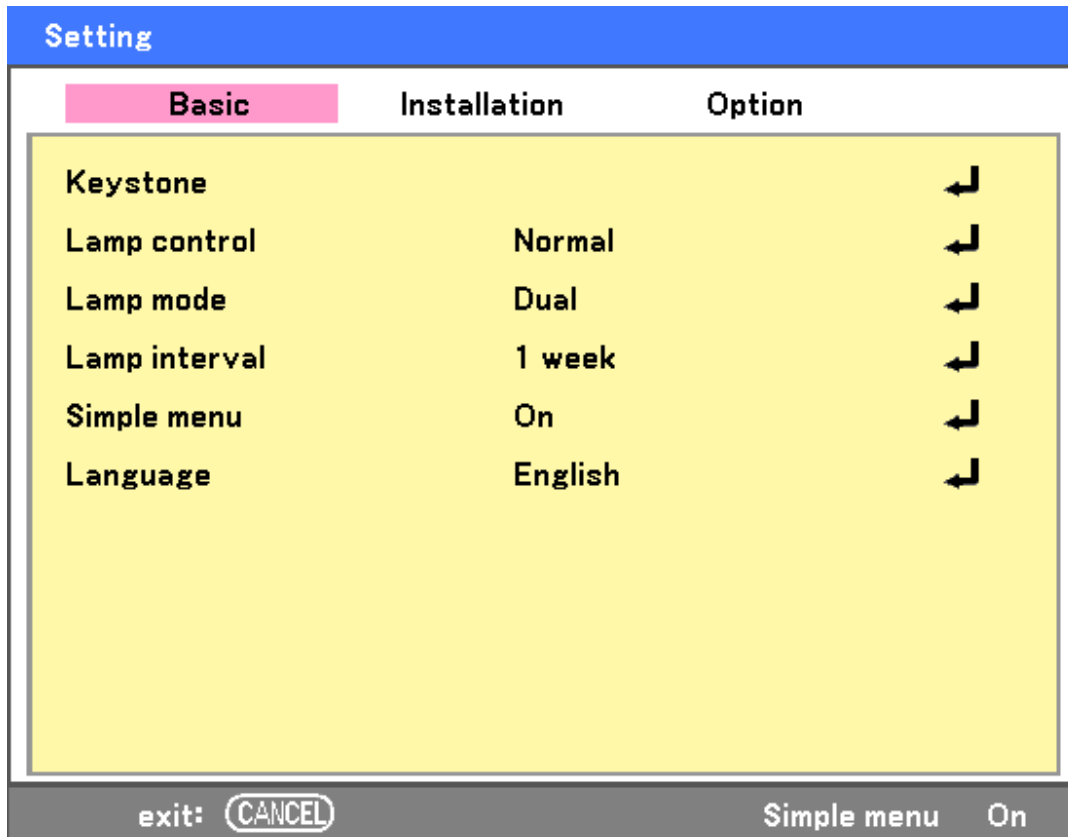 Setting
Basic Installation Option
Keystone
Lamp control Normal
Lamp mode Dual
Lamp interval 1 week
Simple menu On
Language English
exit: CANCEL Simple menu On